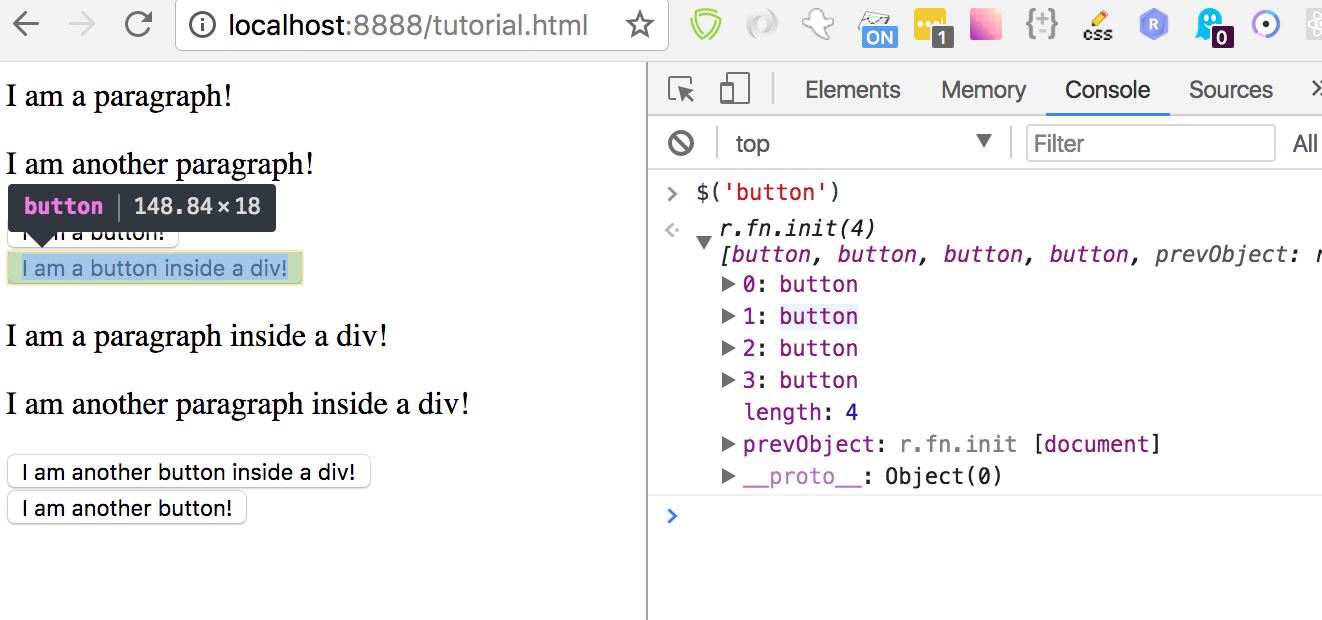 localhost:8888/tutorial.html
ON
1
{±}
css
R
0
I am a paragraph!
I am another paragraph!
button 148.84×18
a button!
I am a button inside a div!
I am a paragraph inside a div!
I am another paragraph inside a div!
I am another button inside a div!
I am another button!
Elements Memory Console Sources »
top ▼ Filter All
> $('button')
r.fn.init(4)
[button, button, button, button, prevObject: r
▶ 0: button
▶ 1: button
▶ 2: button
▶ 3: button
length: 4
▶ prevObject: r.fn.init [document]
▶ __proto__: Object(0)
>